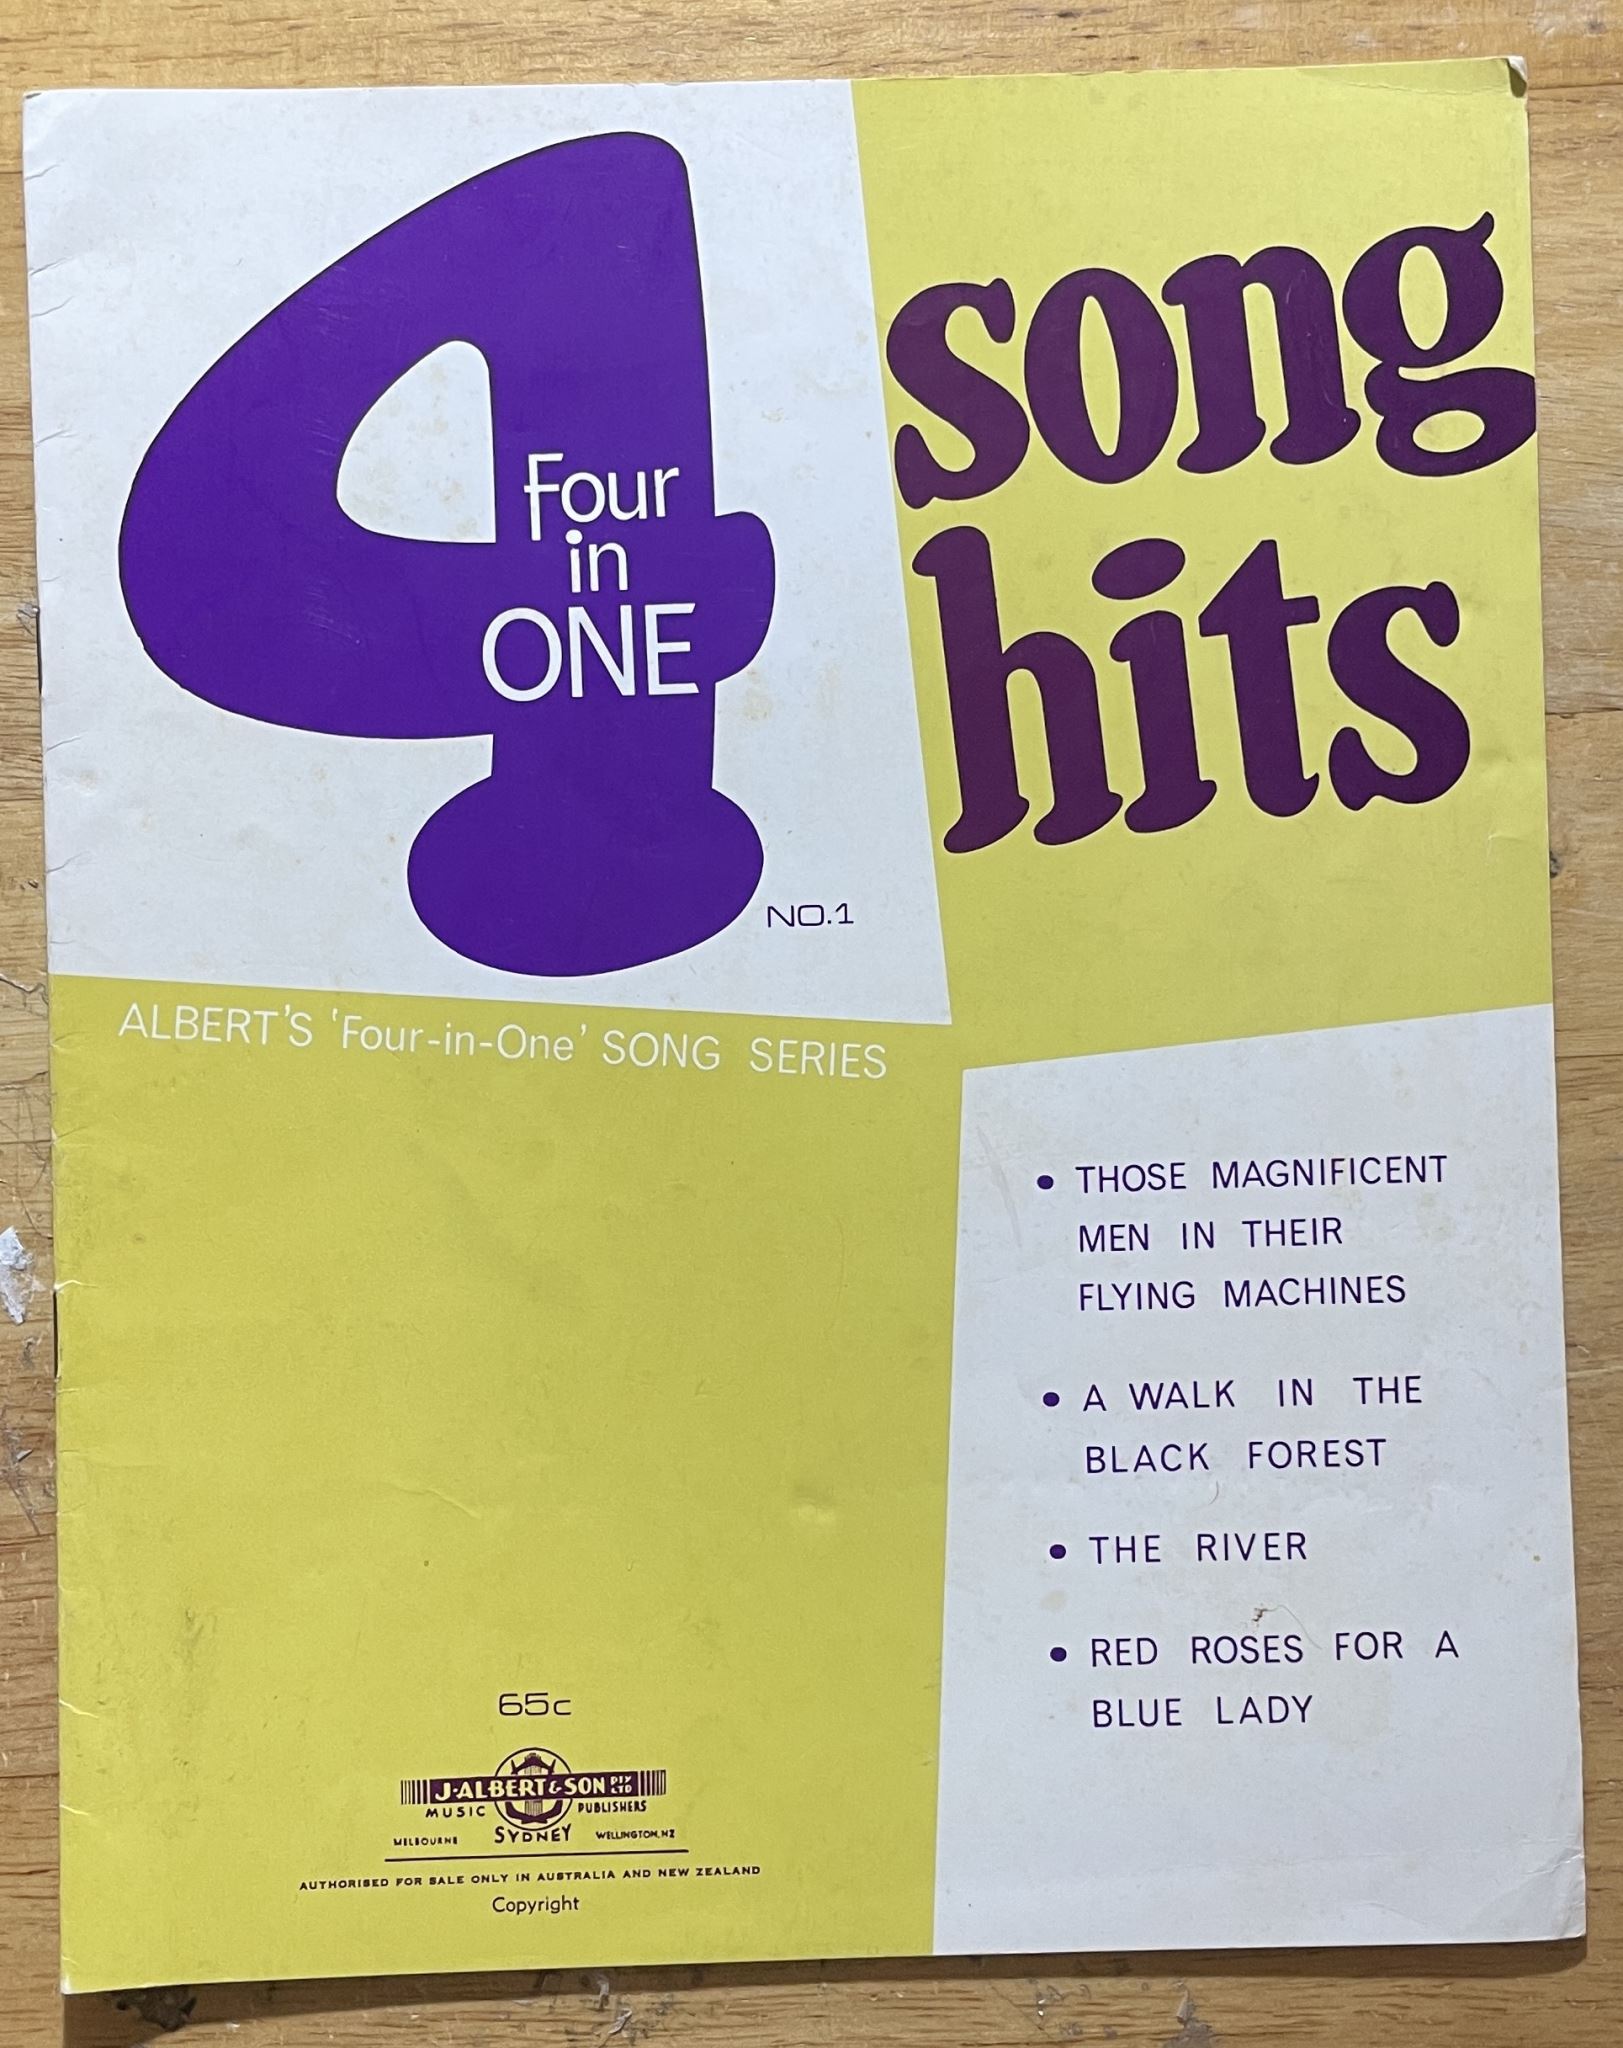 4
Four
in
ONE
NO.1
song
hits
ALBERT'S 'Four-in-One' SONG SERIES
• THOSE MAGNIFICENT
MEN IN THEIR
FLYING MACHINES
• A WALK IN THE
BLACK FOREST
• THE RIVER
• RED ROSES FOR A
BLUE LADY
65c
J. ALBERT & SON PTY LTD
MUSIC PUBLISHERS
MELBOURNE SYDNEY WELLINGTON, NZ
AUTHORISED FOR SALE ONLY IN AUSTRALIA AND NEW ZEALAND
Copyright